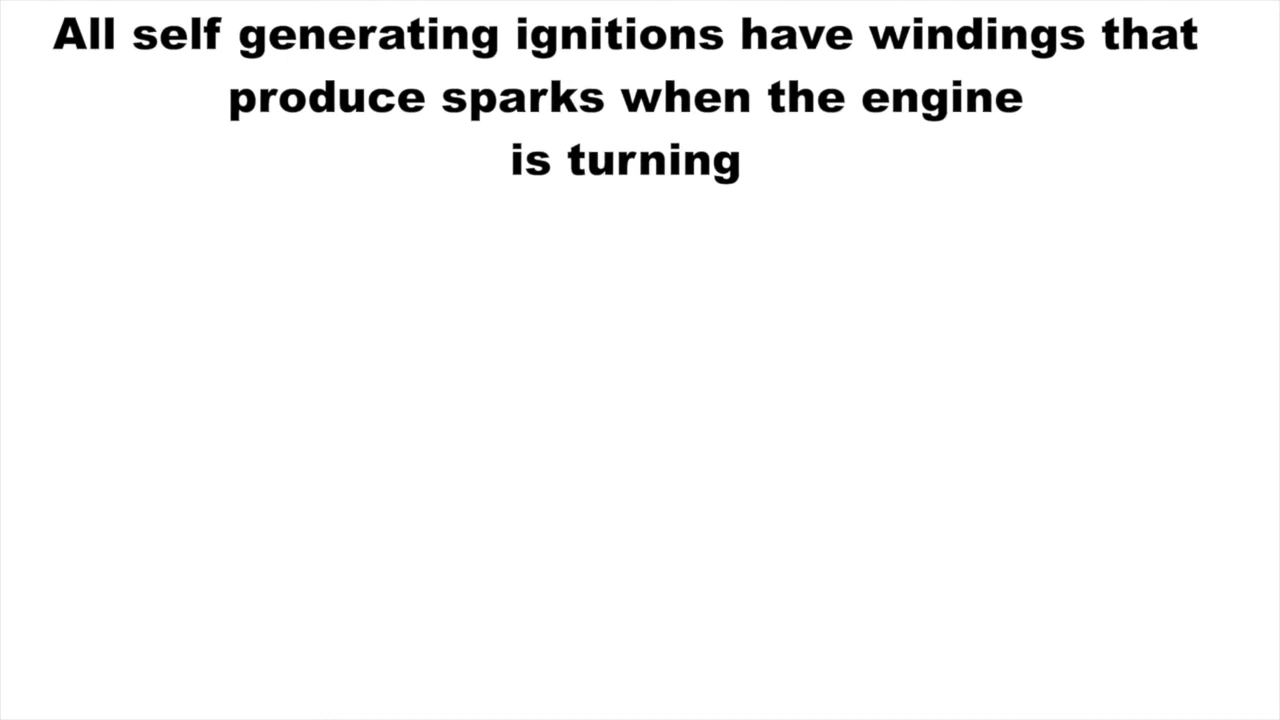 All self generating ignitions have windings that
produce sparks when the engine
is turning